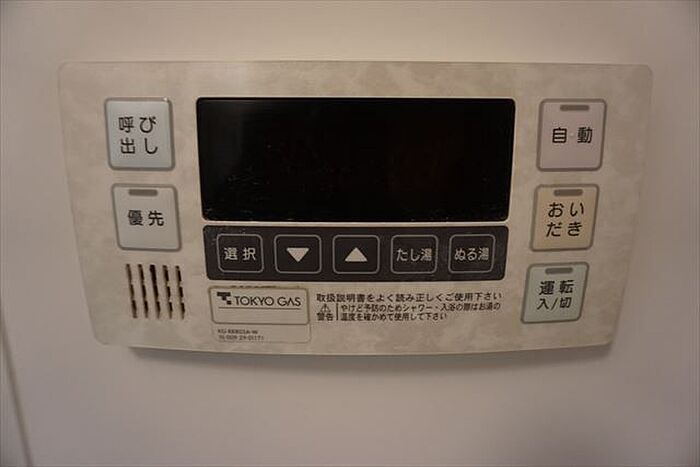 呼び
出し
優先
自動
おい
だき
運転
入/切
選択
▼
▲
たし湯
ぬる湯
TOKYO GAS
取扱説明書をよく読み正しくご使用下さい
警告
やけど予防のためシャワー・入浴の際はお湯の
温度を確かめて使用して下さい